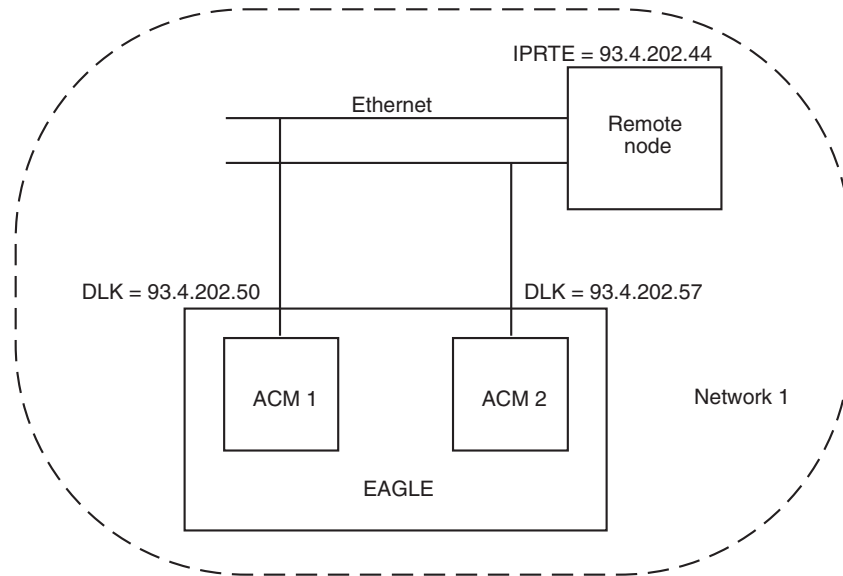 IPRTE = 93.4.202.44
Ethernet
Remote
node
DLK = 93.4.202.50
DLK = 93.4.202.57
ACM 1
ACM 2
Network 1
EAGLE